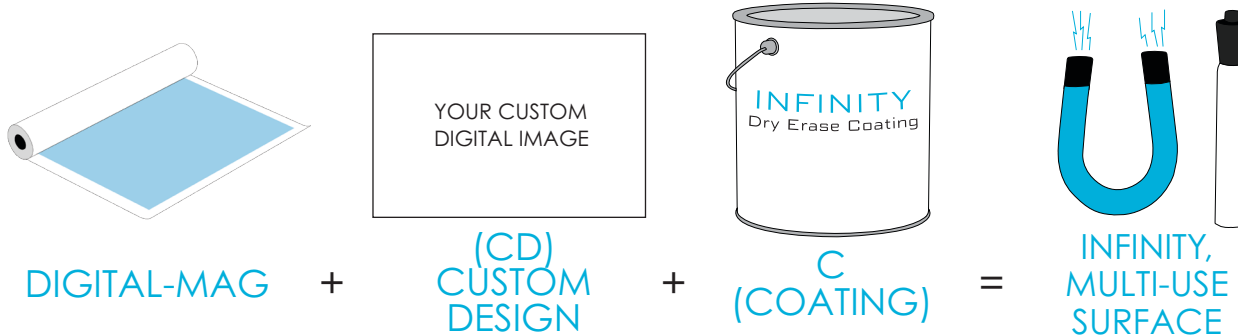 YOUR CUSTOM
DIGITAL IMAGE
INFINITY
Dry Erase Coating
DIGITAL-MAG
+
(CD)
CUSTOM
DESIGN
+
C
(COATING)
=
INFINITY,
MULTI-USE
SURFACE